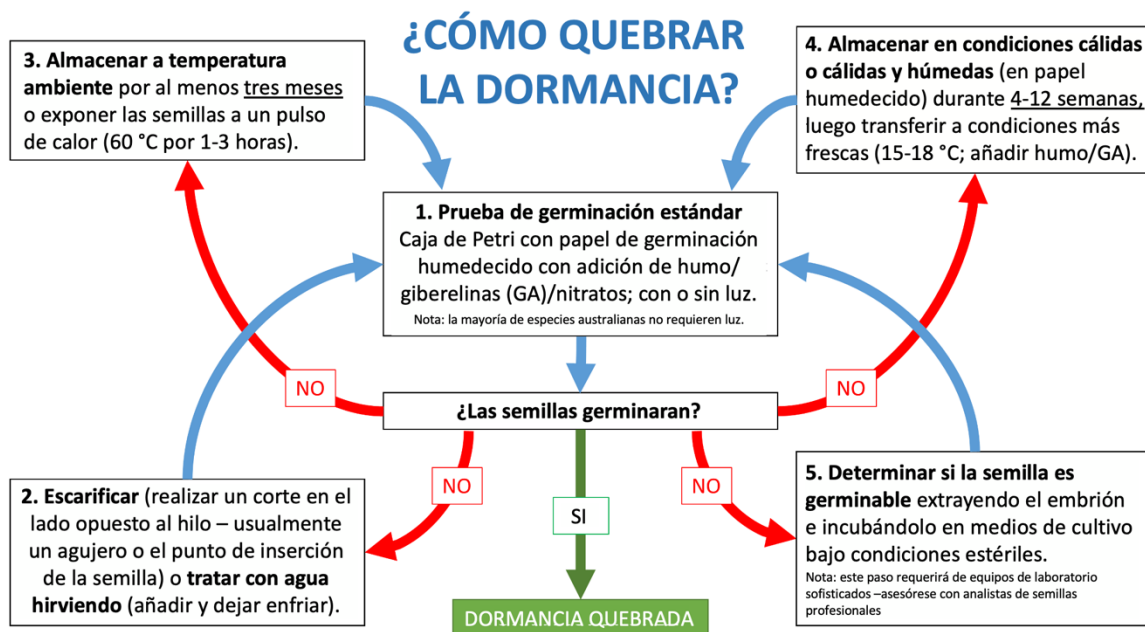 ¿CÓMO QUEBRAR
LA DORMANCIA?
3. Almacenar a temperatura
ambiente por al menos tres meses
o exponer las semillas a un pulso
de calor (60 °C por 1-3 horas).
4. Almacenar en condiciones cálidas
o cálidas y húmedas (en papel
humedecido) durante 4-12 semanas,
luego transferir a condiciones más
frescas (15-18 °C; añadir humo/GA).
1. Prueba de germinación estándar
Caja de Petri con papel de germinación
humedecido con adición de humo/
giberelinas (GA)/nitratos; con o sin luz.
Nota: la mayoría de especies australianas no requieren luz.
NO
NO
¿Las semillas germinaran?
NO
NO
2. Escarificar (realizar un corte en el
lado opuesto al hilo – usualmente
un agujero o el punto de inserción
de la semilla) o tratar con agua
hirviendo (añadir y dejar enfriar).
SI
5. Determinar si la semilla es
germinable extrayendo el embrión
e incubándolo en medios de cultivo
bajo condiciones estériles.
Nota: este paso requerirá de equipos de laboratorio
sofisticados –asesórese con analistas de semillas
profesionales
DORMANCIA QUEBRADA